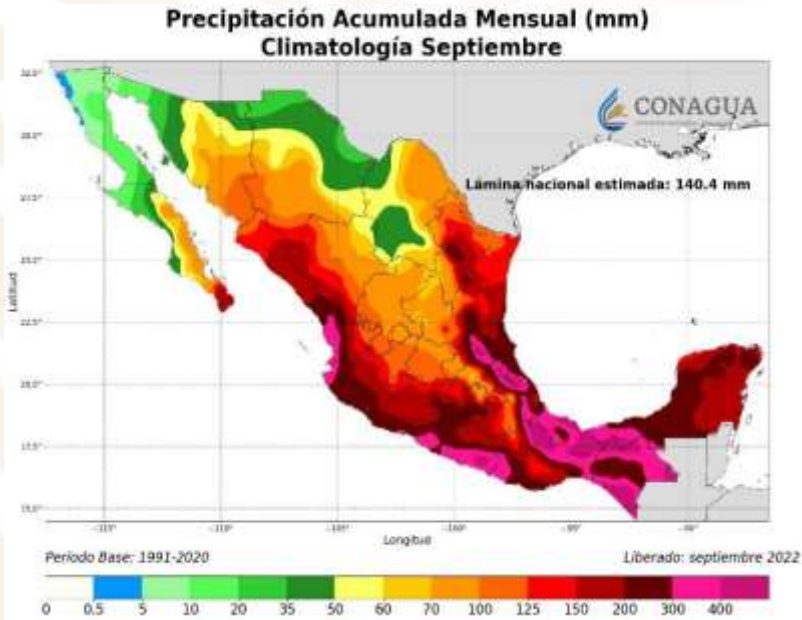 Precipitación Acumulada Mensual (mm)
Climatología Septiembre
CONAGUA
Lámina nacional estimada: 140.4 mm
Latitud
Longitud
Período Base: 1991-2020
Liberado: septiembre 2022
0 0.5 5 10 20 35 50 60 70 100 125 150 200 300 400